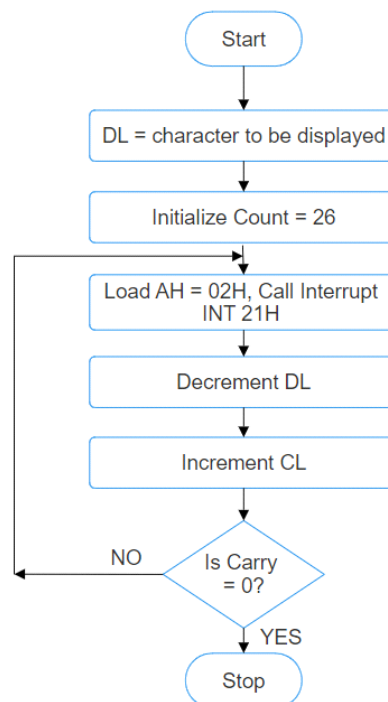 Start
DL = character to be displayed
Initialize Count = 26
Load AH = 02H, Call Interrupt
INT 21H
Decrement DL
Increment CL
NO
Is Carry
= 0?
YES
Stop